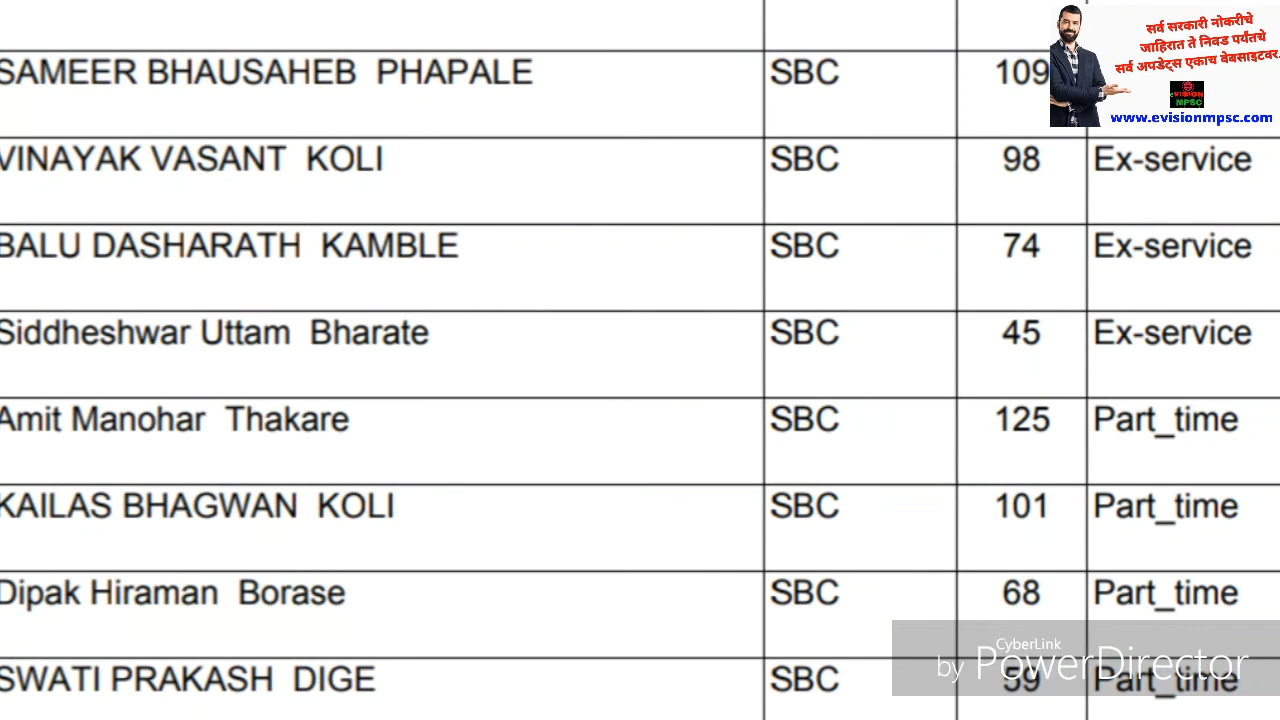 SAMEER BHAUSAHEB PHAPALE SBC 109
सर्व सरकारी नोकरीचे
जाहिरात ते निवड पर्यंतचे
सर्व अपडेट्स एकाच वेबसाइटवर.
eVISION
MPSC
www.evisionmpsc.com
VINAYAK VASANT KOLI SBC 98 Ex-service
BALU DASHARATH KAMBLE SBC 74 Ex-service
Siddheshwar Uttam Bharate SBC 45 Ex-service
Amit Manohar Thakare SBC 125 Part_time
KAILAS BHAGWAN KOLI SBC 101 Part_time
Dipak Hiraman Borase SBC 68 Part_time
SWATI PRAKASH DIGE SBC 59 Part_time
CyberLink
by PowerDirector